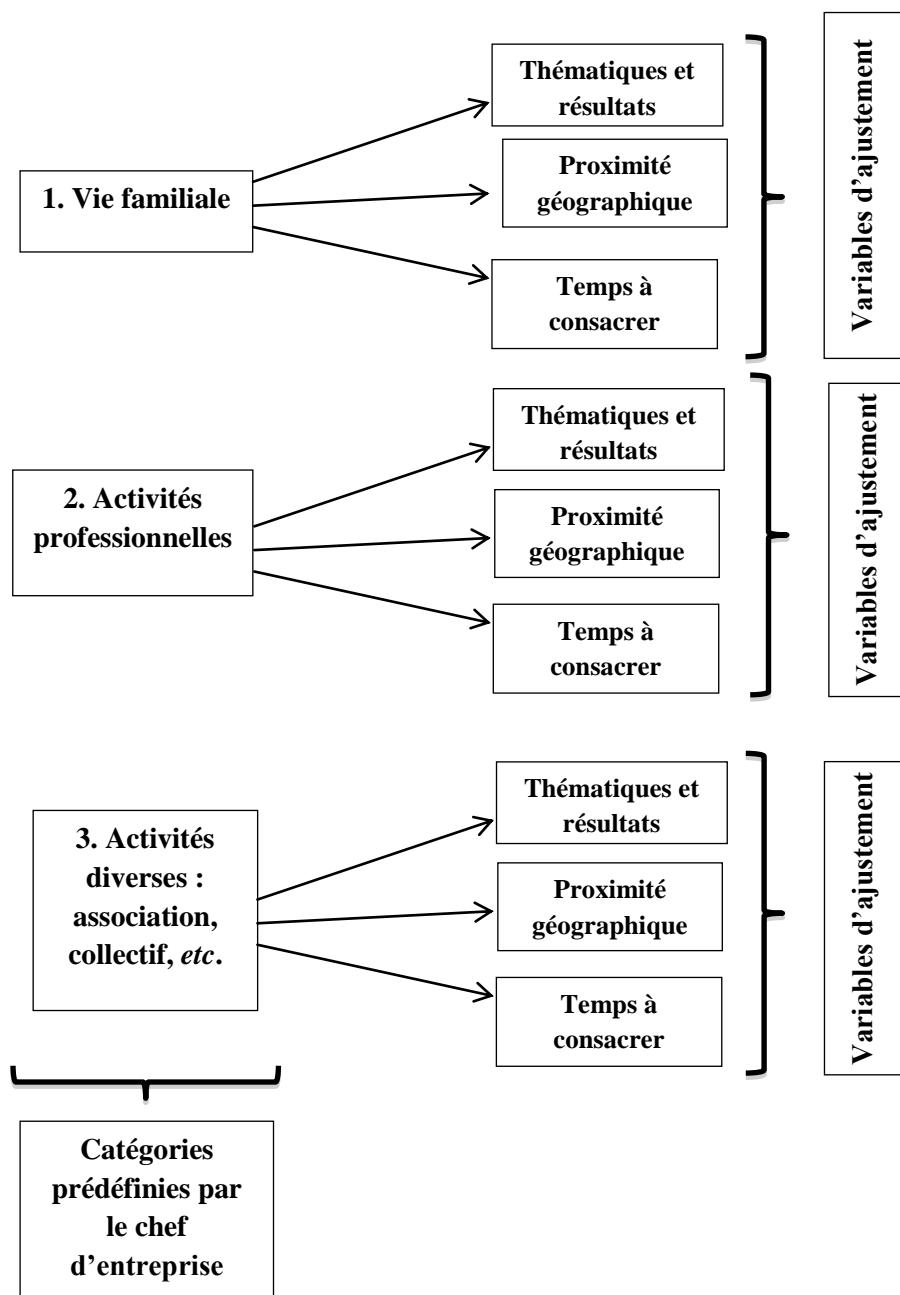 Thématiques et
résultats
Proximité
géographique
1. Vie familiale
Temps à
consacrer
Variables d’ajustement
Thématiques et
résultats
2. Activités
professionnelles
Proximité
géographique
Temps à
consacrer
Variables d’ajustement
Thématiques et
résultats
3. Activités
diverses :
association,
collectif, etc.
Proximité
géographique
Temps à
consacrer
Variables d’ajustement
Catégories
prédéfinies par
le chef
d’entreprise